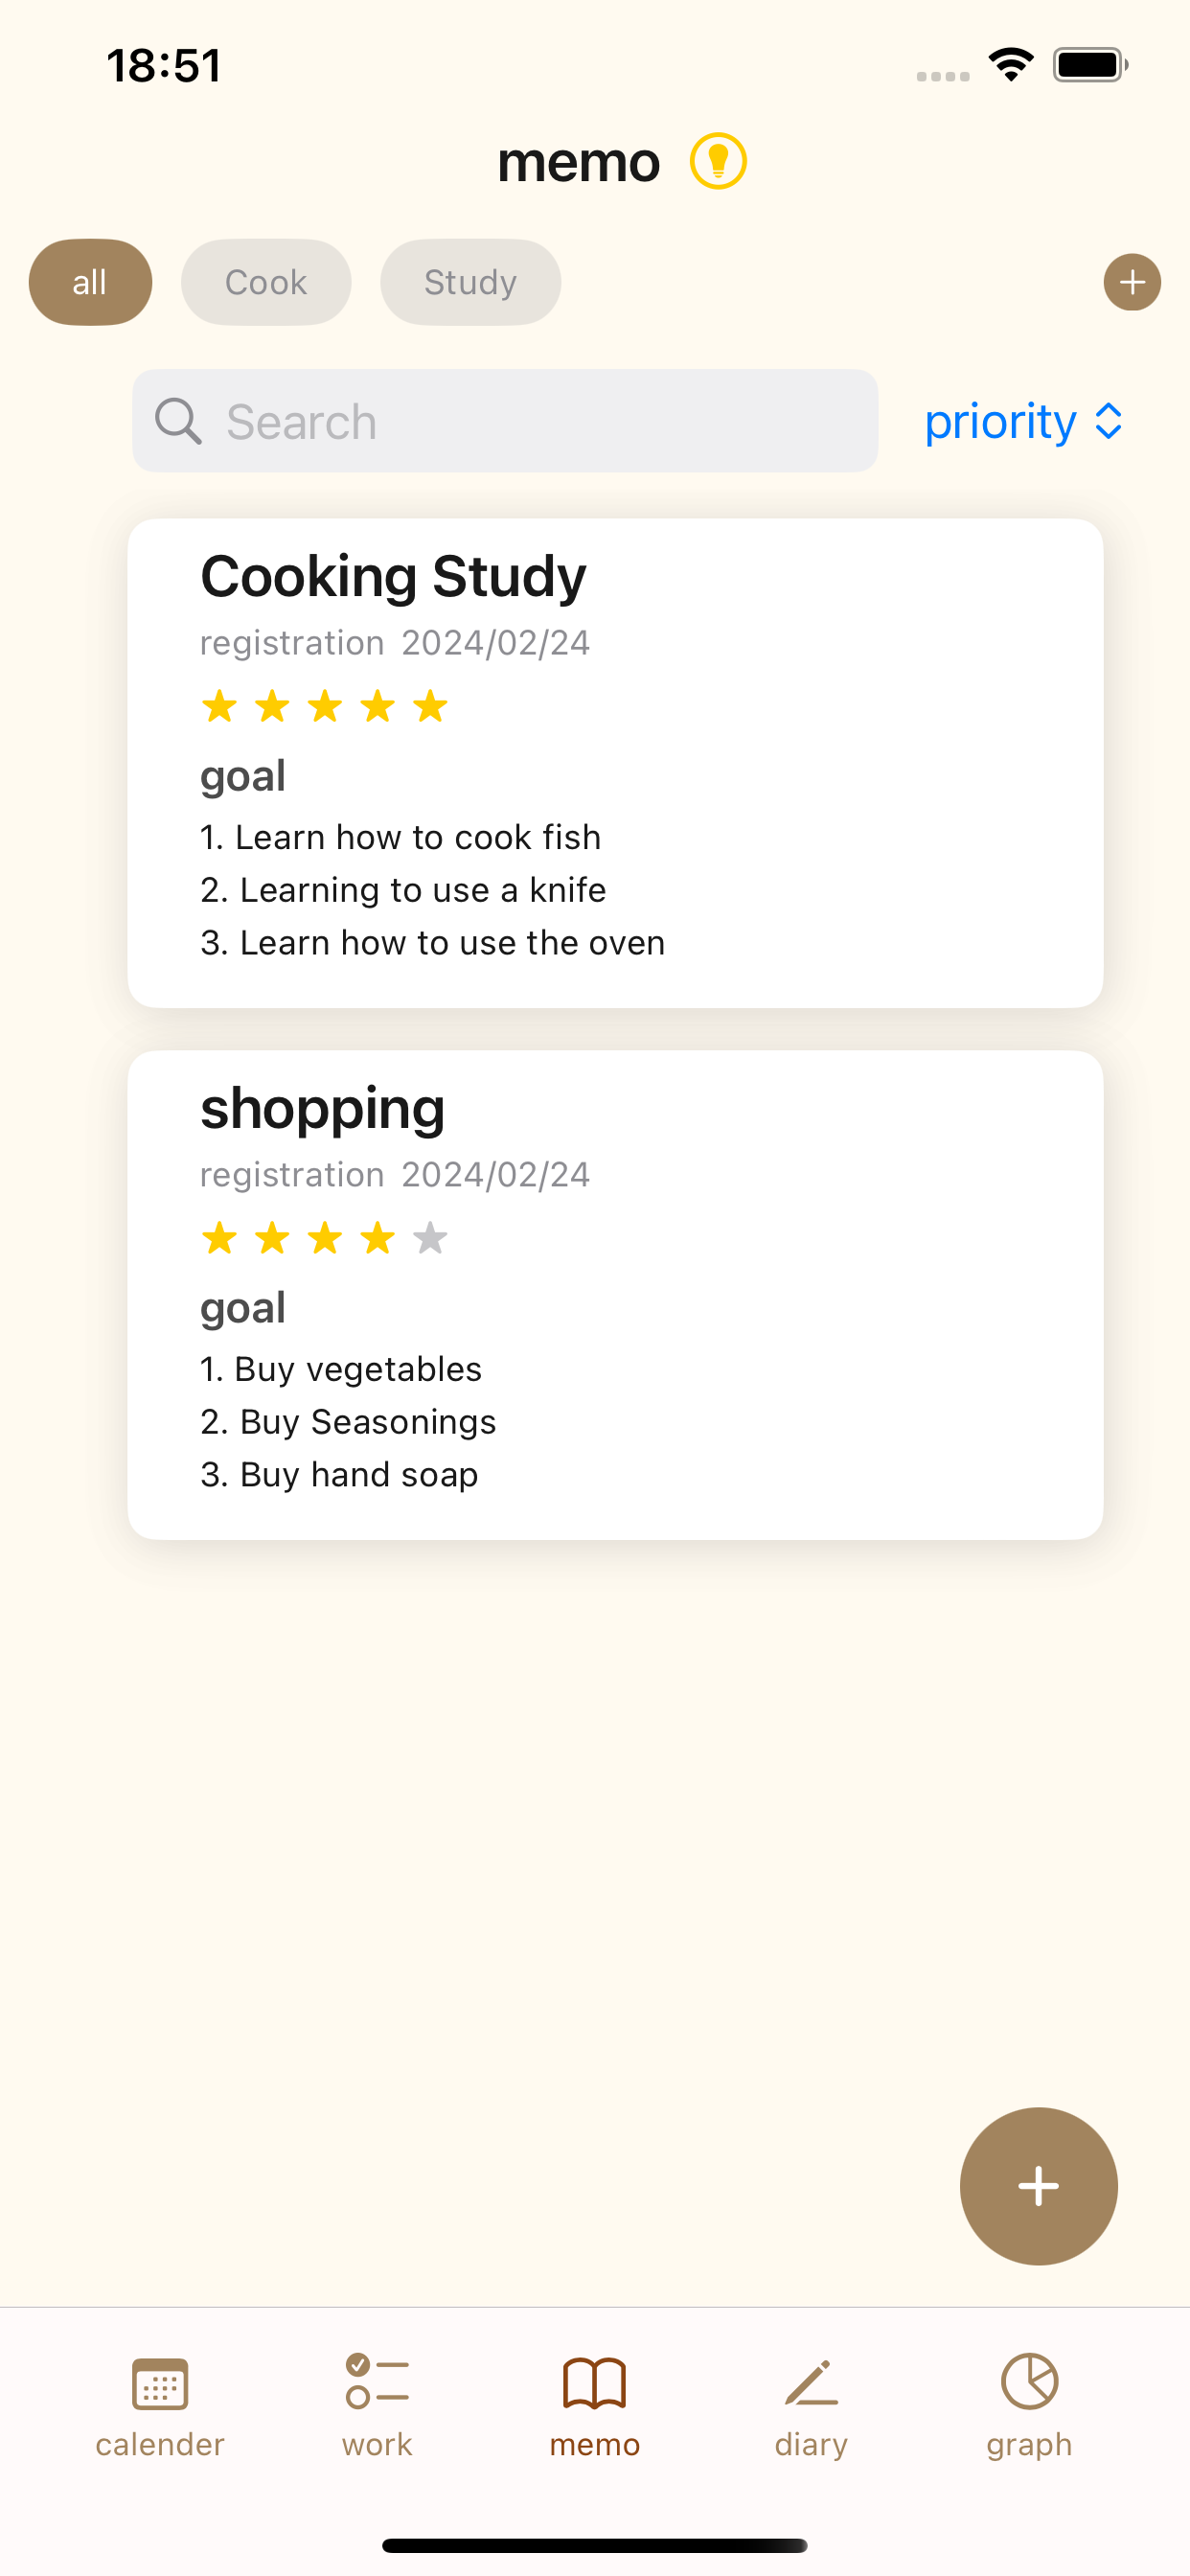 18:51
memo
all Cook Study
Search priority
Cooking Study
registration 2024/02/24
goal
1. Learn how to cook fish
2. Learning to use a knife
3. Learn how to use the oven
shopping
registration 2024/02/24
goal
1. Buy vegetables
2. Buy Seasonings
3. Buy hand soap
calender work memo diary graph